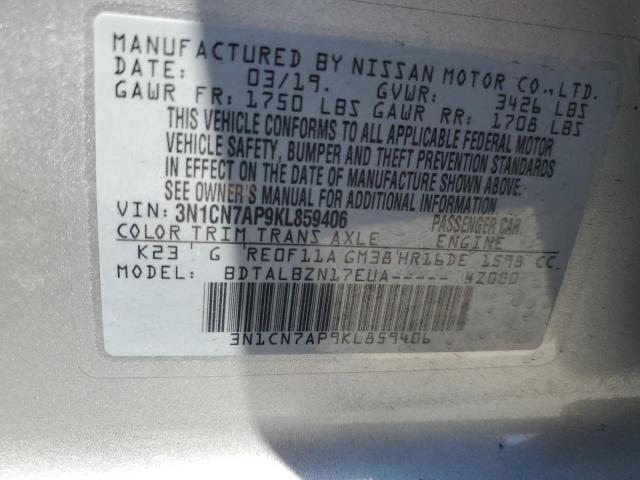 MANUFACTURED BY NISSAN MOTOR CO.,LTD.
DATE: 03/19. GVWR: 3426 LBS
GAWR FR: 1750 LBS GAWR RR: 1708 LBS
THIS VEHICLE CONFORMS TO ALL APPLICABLE FEDERAL MOTOR
VEHICLE SAFETY, BUMPER AND THEFT PREVENTION STANDARDS
IN EFFECT ON THE DATE OF MANUFACTURE SHOWN ABOVE.
SEE OWNER'S MANUAL FOR ADDITIONAL INFORMATION
VIN: 3N1CN7AP9KL859406 PASSENGER CAR.
COLOR TRIM TRANS AXLE ENGINE
K23 G RE0F11A GM38 HR16DE 1598 CC
MODEL: BDTALBZN17EUA----- 4Z000
3N1CN7AP9KL859406